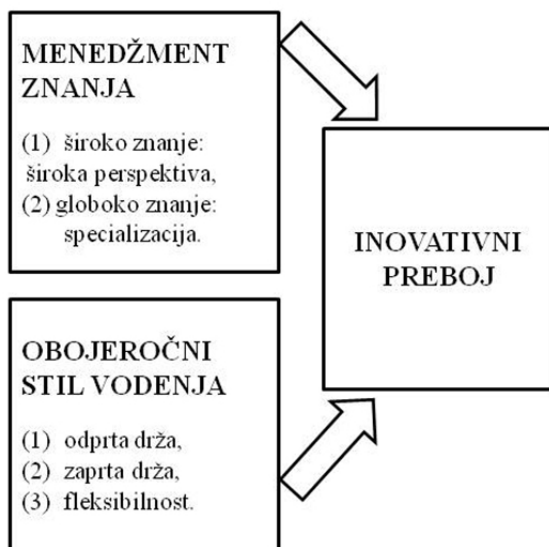 MENEDŽMENT
ZNANJA
(1) široko znanje:
široka perspektiva,
(2) globoko znanje:
specializacija.
OBOJEROČNI
STIL VODENJA
(1) odprta drža,
(2) zaprta drža,
(3) fleksibilnost.
INOVATIVNI
PREBOJ